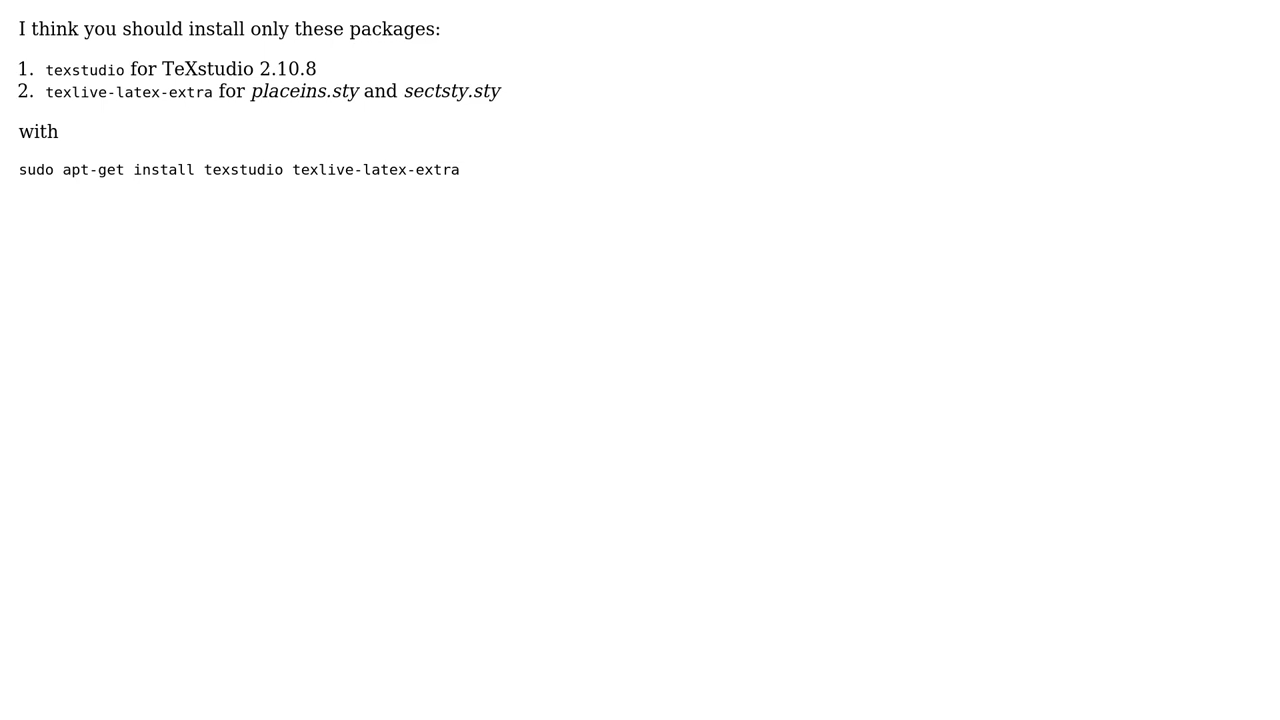 I think you should install only these packages:
1. texstudio for TeXstudio 2.10.8
2. texlive-latex-extra for placeins.sty and sectsty.sty
with
sudo apt-get install texstudio texlive-latex-extra